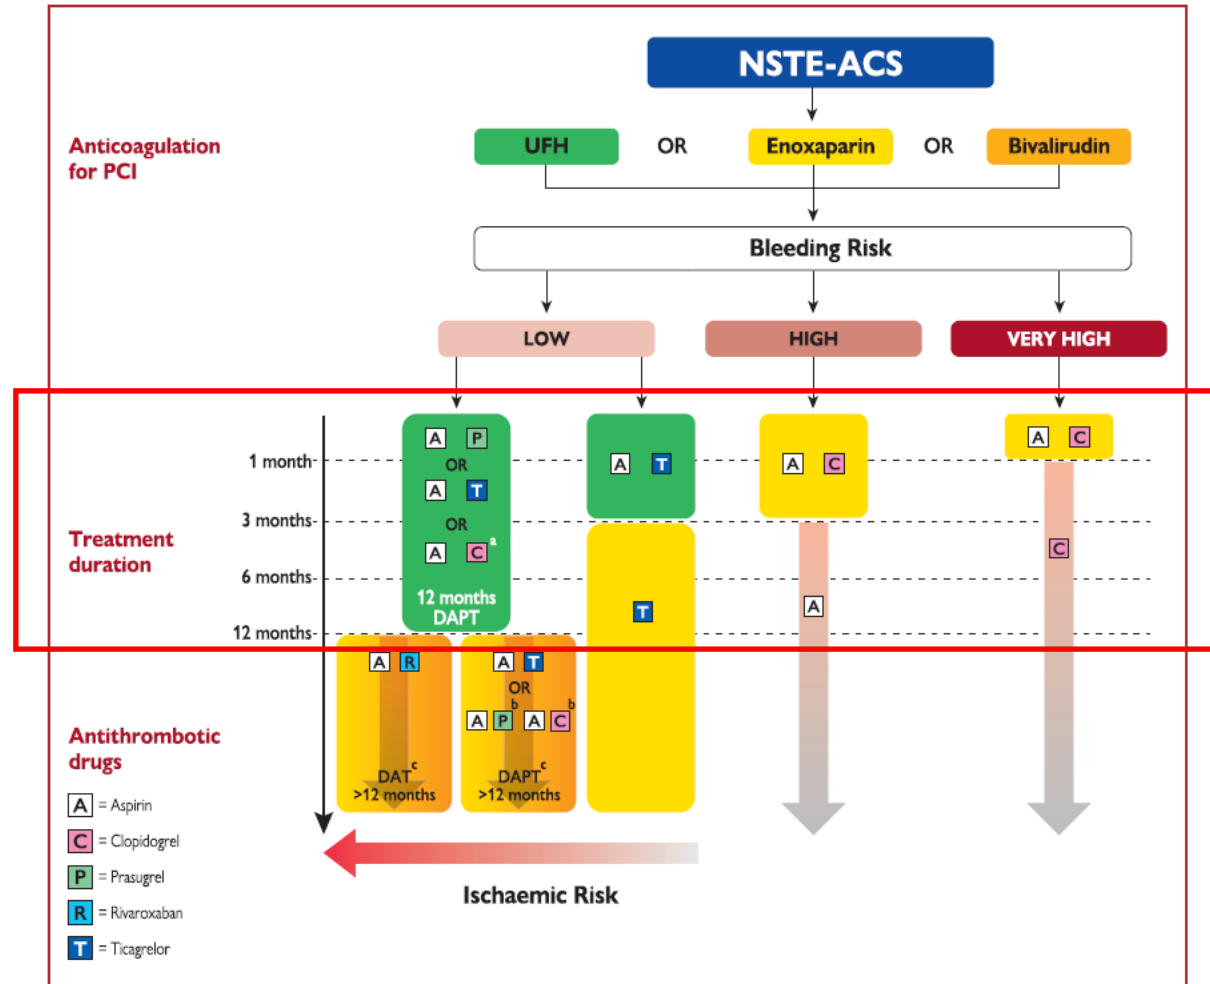 NSTE-ACS
Anticoagulation
for PCI
UFH OR Enoxaparin OR Bivalirudin
Bleeding Risk
LOW HIGH VERY HIGH
Treatment
duration
1 month
3 months
6 months
12 months
A P
OR
A T
OR
A C a
12 months
DAPT
A T
T
A C
A
A C
C
A R
DAT c
>12 months
A T
OR
A P b A C b
DAPT c
>12 months
Antithrombotic
drugs
A = Aspirin
C = Clopidogrel
P = Prasugrel
R = Rivaroxaban
T = Ticagrelor
Ischaemic Risk